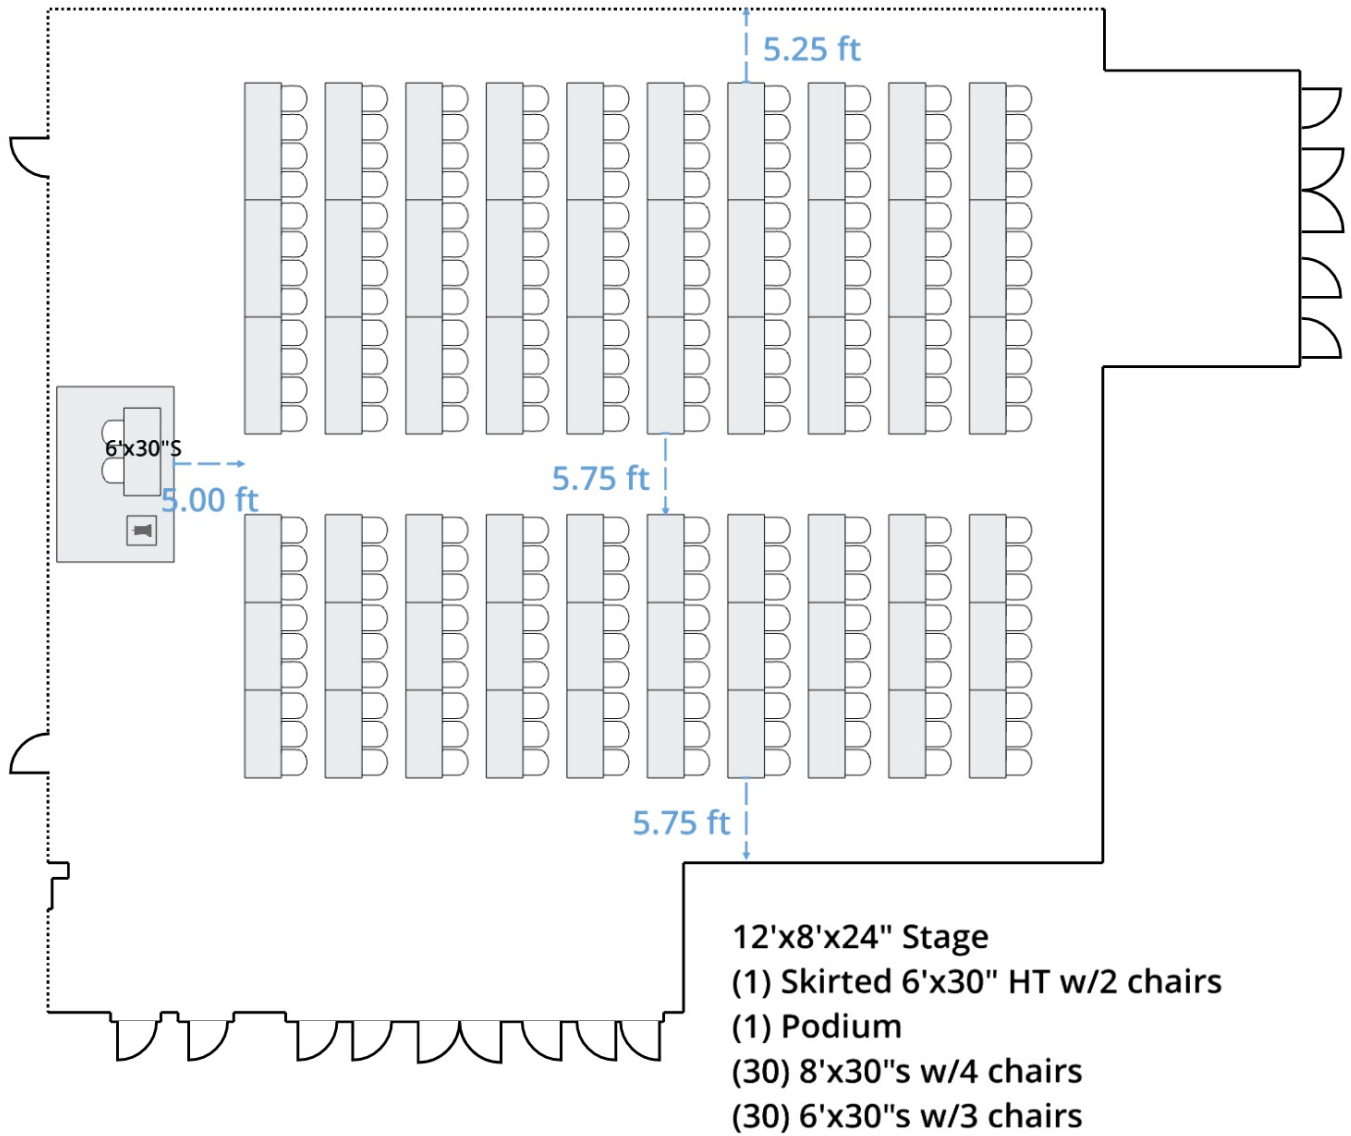 5.25 ft
6'x30"S
5.00 ft
5.75 ft
5.75 ft
12'x8'x24" Stage
(1) Skirted 6'x30" HT w/2 chairs
(1) Podium
(30) 8'x30"s w/4 chairs
(30) 6'x30"s w/3 chairs